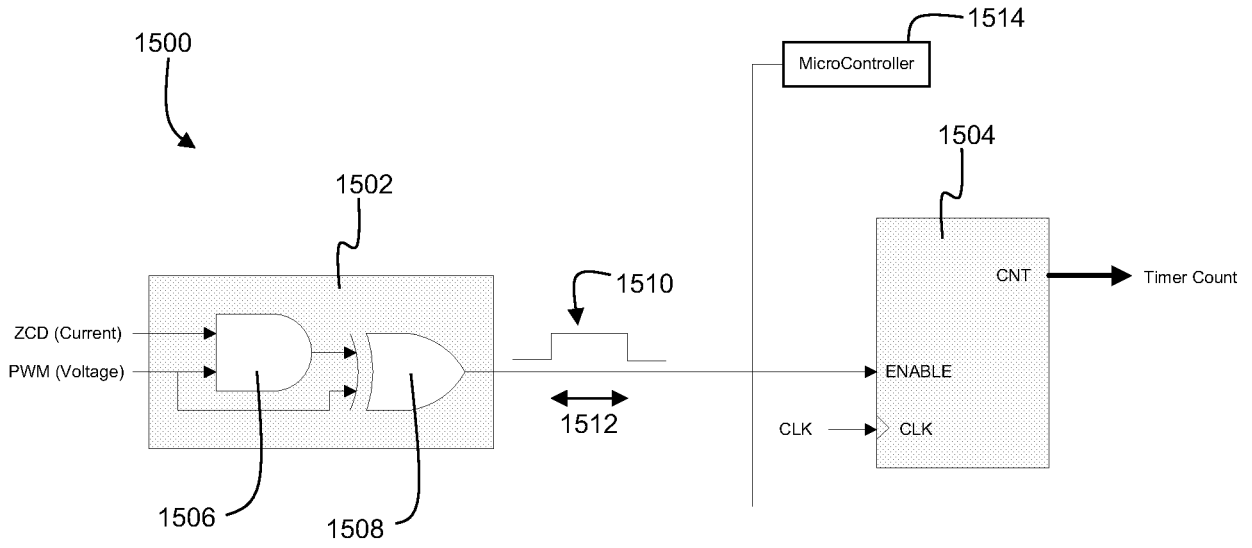 1514
1500
MicroController
1504
1502
CNT
Timer Count
1510
ZCD (Current)
PWM (Voltage)
ENABLE
1512
CLK
CLK
1506
1508